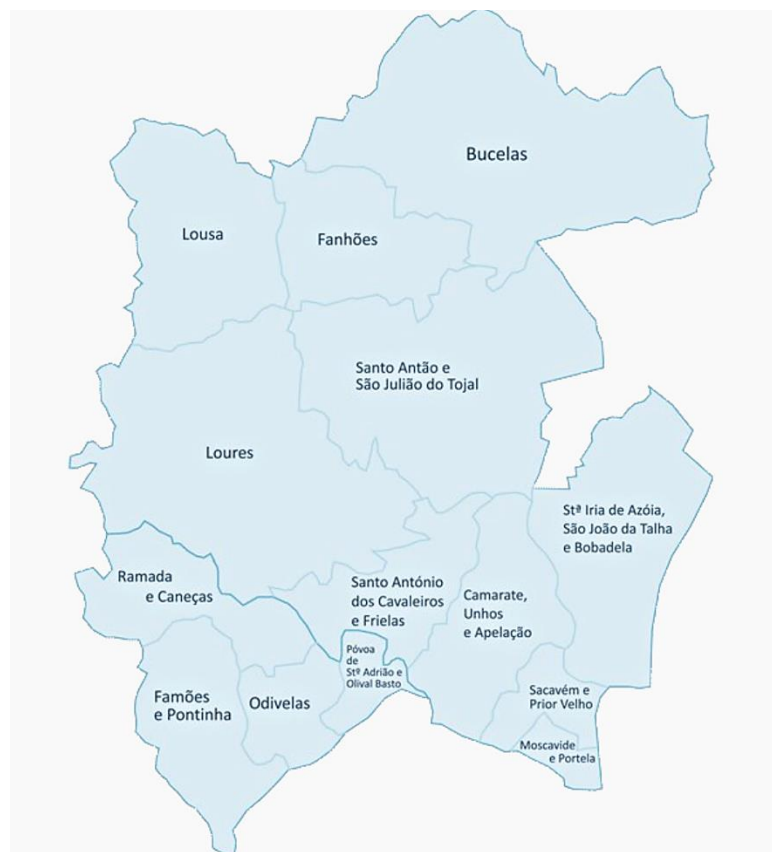 Bucelas
Lousa
Fanhões
Santo Antão e
São Julião do Tojal
Loures
Stª Iria de Azóia,
São João da Talha
e Bobadela
Ramada
e Caneças
Santo António
dos Cavaleiros
e Frielas
Camarate,
Unhos
e Apelação
Póvoa
de
Stº Adrião e
Olival Basto
Famões
e Pontinha
Odivelas
Sacavém e
Prior Velho
Moscavide
e Portela